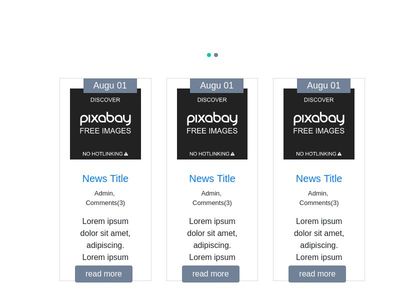 Augu 01
DISCOVER
pixabay
FREE IMAGES
NO HOTLINKING
News Title
Admin,
Comments(3)
Lorem ipsum
dolor sit amet,
adipiscing.
Lorem ipsum
read more
Augu 01
DISCOVER
pixabay
FREE IMAGES
NO HOTLINKING
News Title
Admin,
Comments(3)
Lorem ipsum
dolor sit amet,
adipiscing.
Lorem ipsum
read more
Augu 01
DISCOVER
pixabay
FREE IMAGES
NO HOTLINKING
News Title
Admin,
Comments(3)
Lorem ipsum
dolor sit amet,
adipiscing.
Lorem ipsum
read more